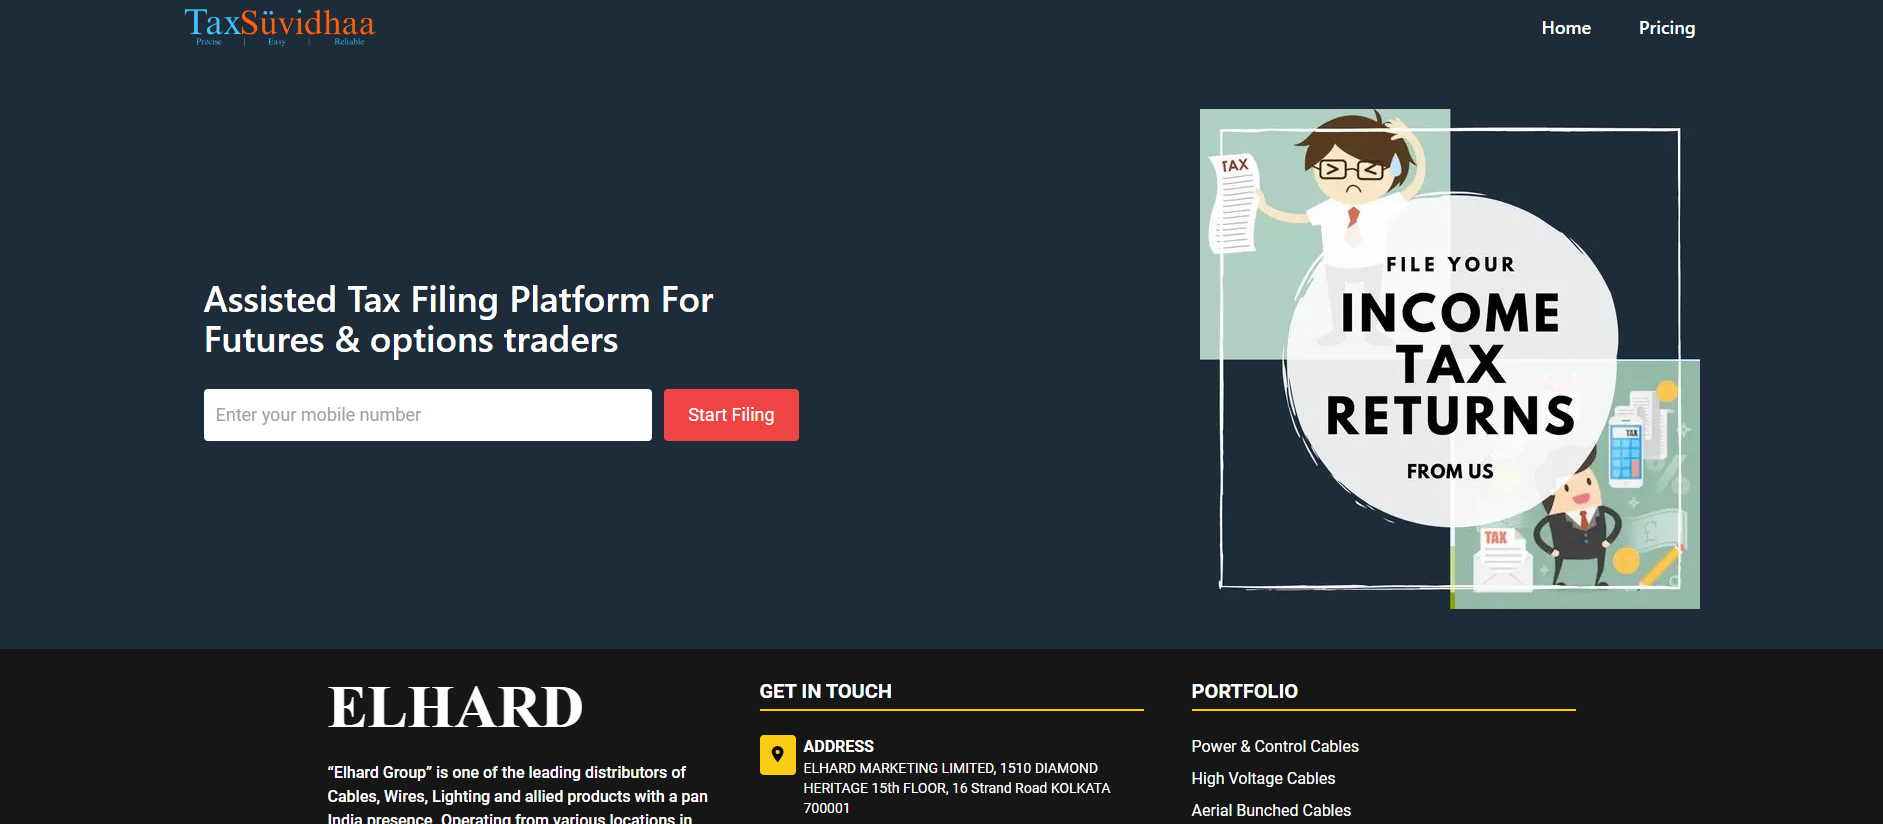 TaxSüvidhaa
Precise | Easy | Reliable
Home
Pricing
Assisted Tax Filing Platform For
Futures & options traders
Enter your mobile number
Start Filing
TAX
FILE YOUR
INCOME
TAX
RETURNS
FROM US
TAX
TAX
ELHARD
“Elhard Group” is one of the leading distributors of
Cables, Wires, Lighting and allied products with a pan
India presence. Operating from various locations in
GET IN TOUCH
ADDRESS
ELHARD MARKETING LIMITED, 1510 DIAMOND
HERITAGE 15th FLOOR, 16 Strand Road KOLKATA
700001
PORTFOLIO
Power & Control Cables
High Voltage Cables
Aerial Bunched Cables